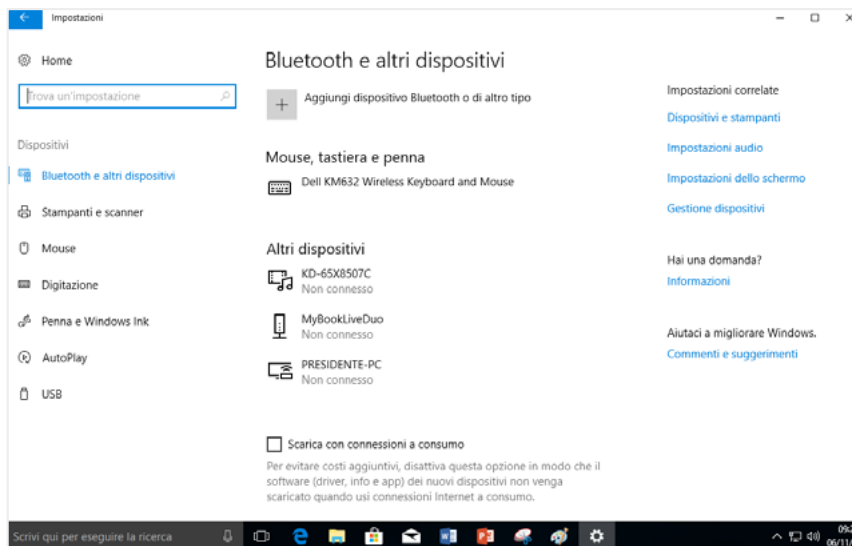 Impostazioni
Home
Trova un'impostazione
Dispositivi
Bluetooth e altri dispositivi
Stampanti e scanner
Mouse
Digitazione
Penna e Windows Ink
AutoPlay
USB
Bluetooth e altri dispositivi
Aggiungi dispositivo Bluetooth o di altro tipo
Mouse, tastiera e penna
Dell KM632 Wireless Keyboard and Mouse
Altri dispositivi
KD-65X8507C
Non connesso
MyBookLiveDuo
Non connesso
PRESIDENTE-PC
Non connesso
Scarica con connessioni a consumo
Per evitare costi aggiuntivi, disattiva questa opzione in modo che il
software (driver, info e app) dei nuovi dispositivi non venga
scaricato quando usi connessioni Internet a consumo.
Impostazioni correlate
Dispositivi e stampanti
Impostazioni audio
Impostazioni dello schermo
Gestione dispositivi
Hai una domanda?
Informazioni
Aiutaci a migliorare Windows.
Commenti e suggerimenti
Scrivi qui per eseguire la ricerca